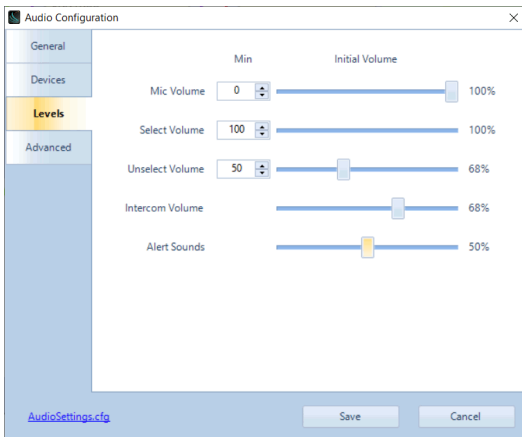 Audio Configuration
General
Devices
Levels
Advanced
Min Initial Volume
Mic Volume 0 100%
Select Volume 100 100%
Unselect Volume 50 68%
Intercom Volume 68%
Alert Sounds 50%
AudioSettings.cfg Save Cancel